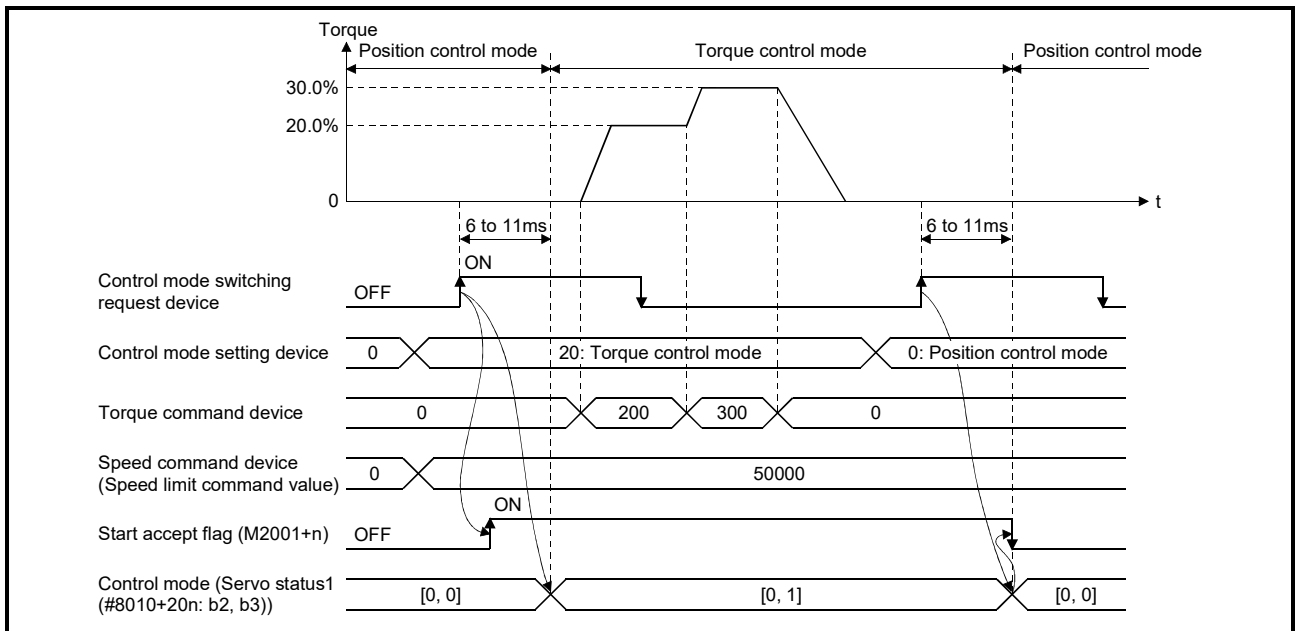 Torque
Position control mode Torque control mode Position control mode
30.0%
20.0%
0
t
6 to 11ms 6 to 11ms
ON
Control mode switching
request device
OFF
Control mode setting device 0 20: Torque control mode 0: Position control mode
Torque command device 0 200 300 0
Speed command device
(Speed limit command value) 0 50000
ON
Start accept flag (M2001+n) OFF
Control mode (Servo status1
(#8010+20n: b2, b3)) [0, 0] [0, 1] [0, 0]